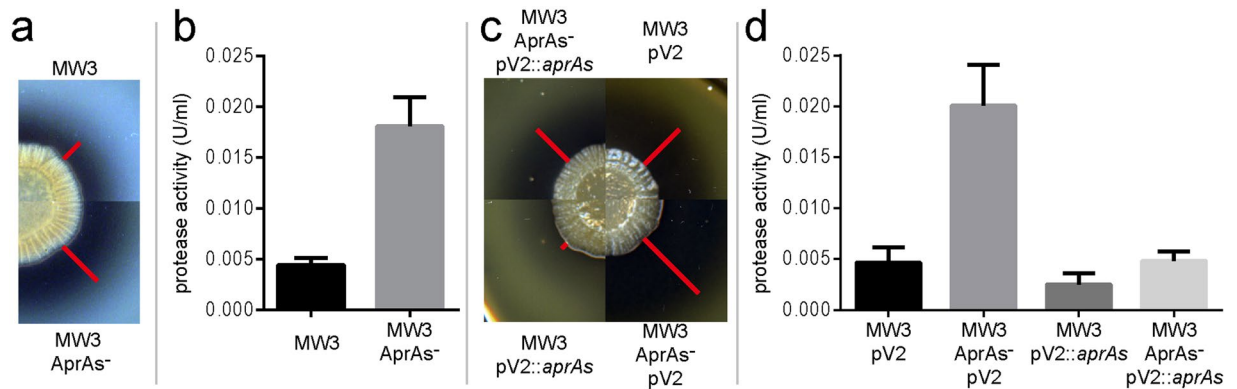 a
MW3
MW3
AprAs⁻
b
protease activity (U/ml)
0.025
0.020
0.015
0.010
0.005
0.000
MW3
MW3
AprAs⁻
c
MW3
AprAs⁻
pV2::aprAs
MW3
pV2
MW3
pV2::aprAs
MW3
AprAs⁻
pV2
d
protease activity (U/ml)
0.025
0.020
0.015
0.010
0.005
0.000
MW3
pV2
MW3
AprAs⁻
pV2
MW3
pV2::aprAs
MW3
AprAs⁻
pV2::aprAs